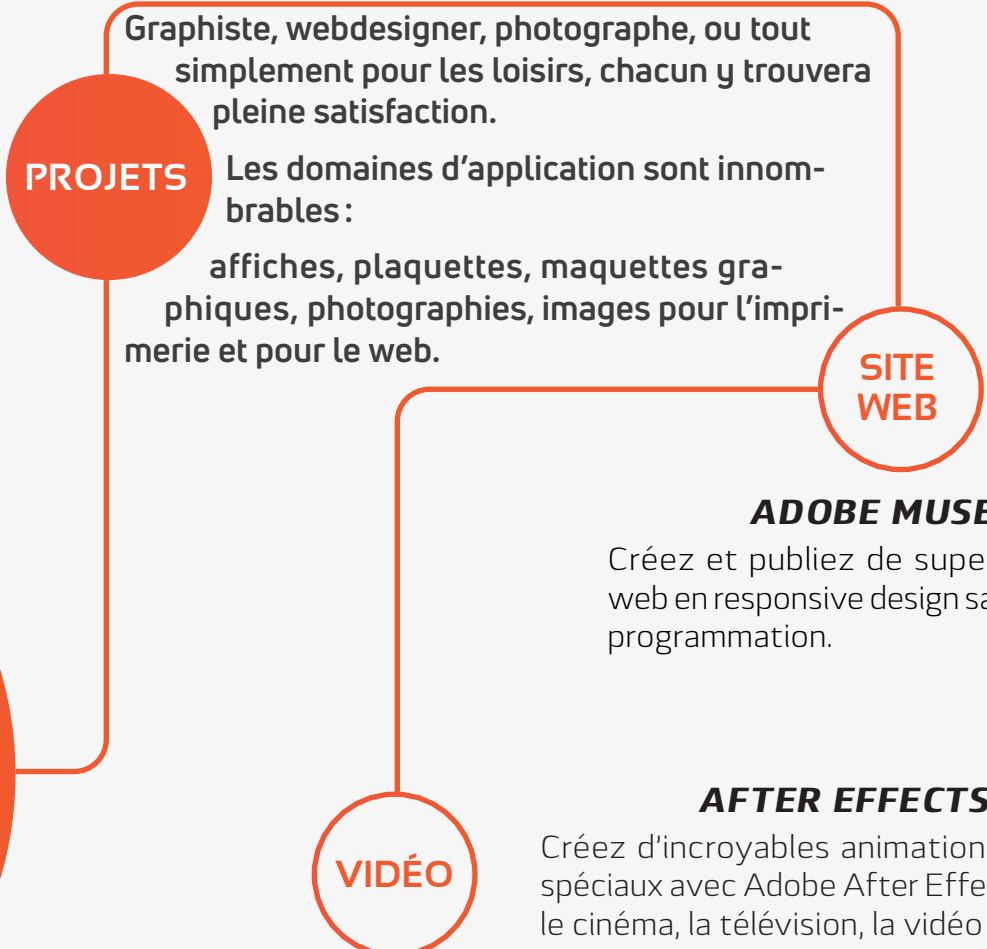 Graphiste, webdesigner, photographe, ou tout
simplement pour les loisirs, chacun y trouvera
pleine satisfaction.
PROJETS
Les domaines d'application sont innom-
brables :
affiches, plaquettes, maquettes gra-
phiques, photographies, images pour l'impri-
merie et pour le web.
SITE
WEB
ADOBE MUSE
Créez et publiez de supe
web en responsive design sa
programmation.
AFTER EFFECTS
VIDÉO
Créez d'incroyables animation
spéciaux avec Adobe After Effe
le cinéma, la télévision, la vidéo